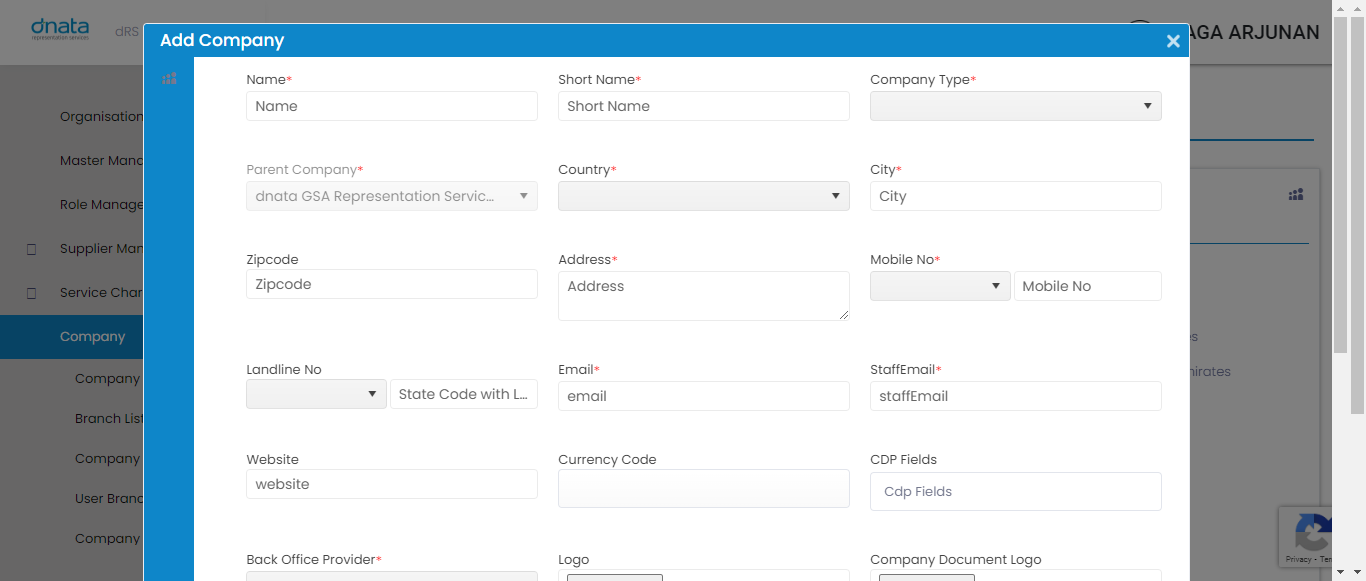 dnata
representation services
dRS
AGA ARJUNAN
Add Company
Organisation
Master Mana
Role Manage
Supplier Man
Service Char
Company
Company
Branch List
Company
User Branc
Company
Name*
Short Name*
Company Type*
Name
Short Name
Parent Company*
Country*
City*
dnata GSA Representation Servic...
City
Zipcode
Address*
Mobile No*
Zipcode
Address
Mobile No
Landline No
Email*
StaffEmail*
State Code with L...
email
staffEmail
Website
Currency Code
CDP Fields
website
Cdp Fields
Back Office Provider*
Logo
Company Document Logo
es
mirates
Privacy - Ter